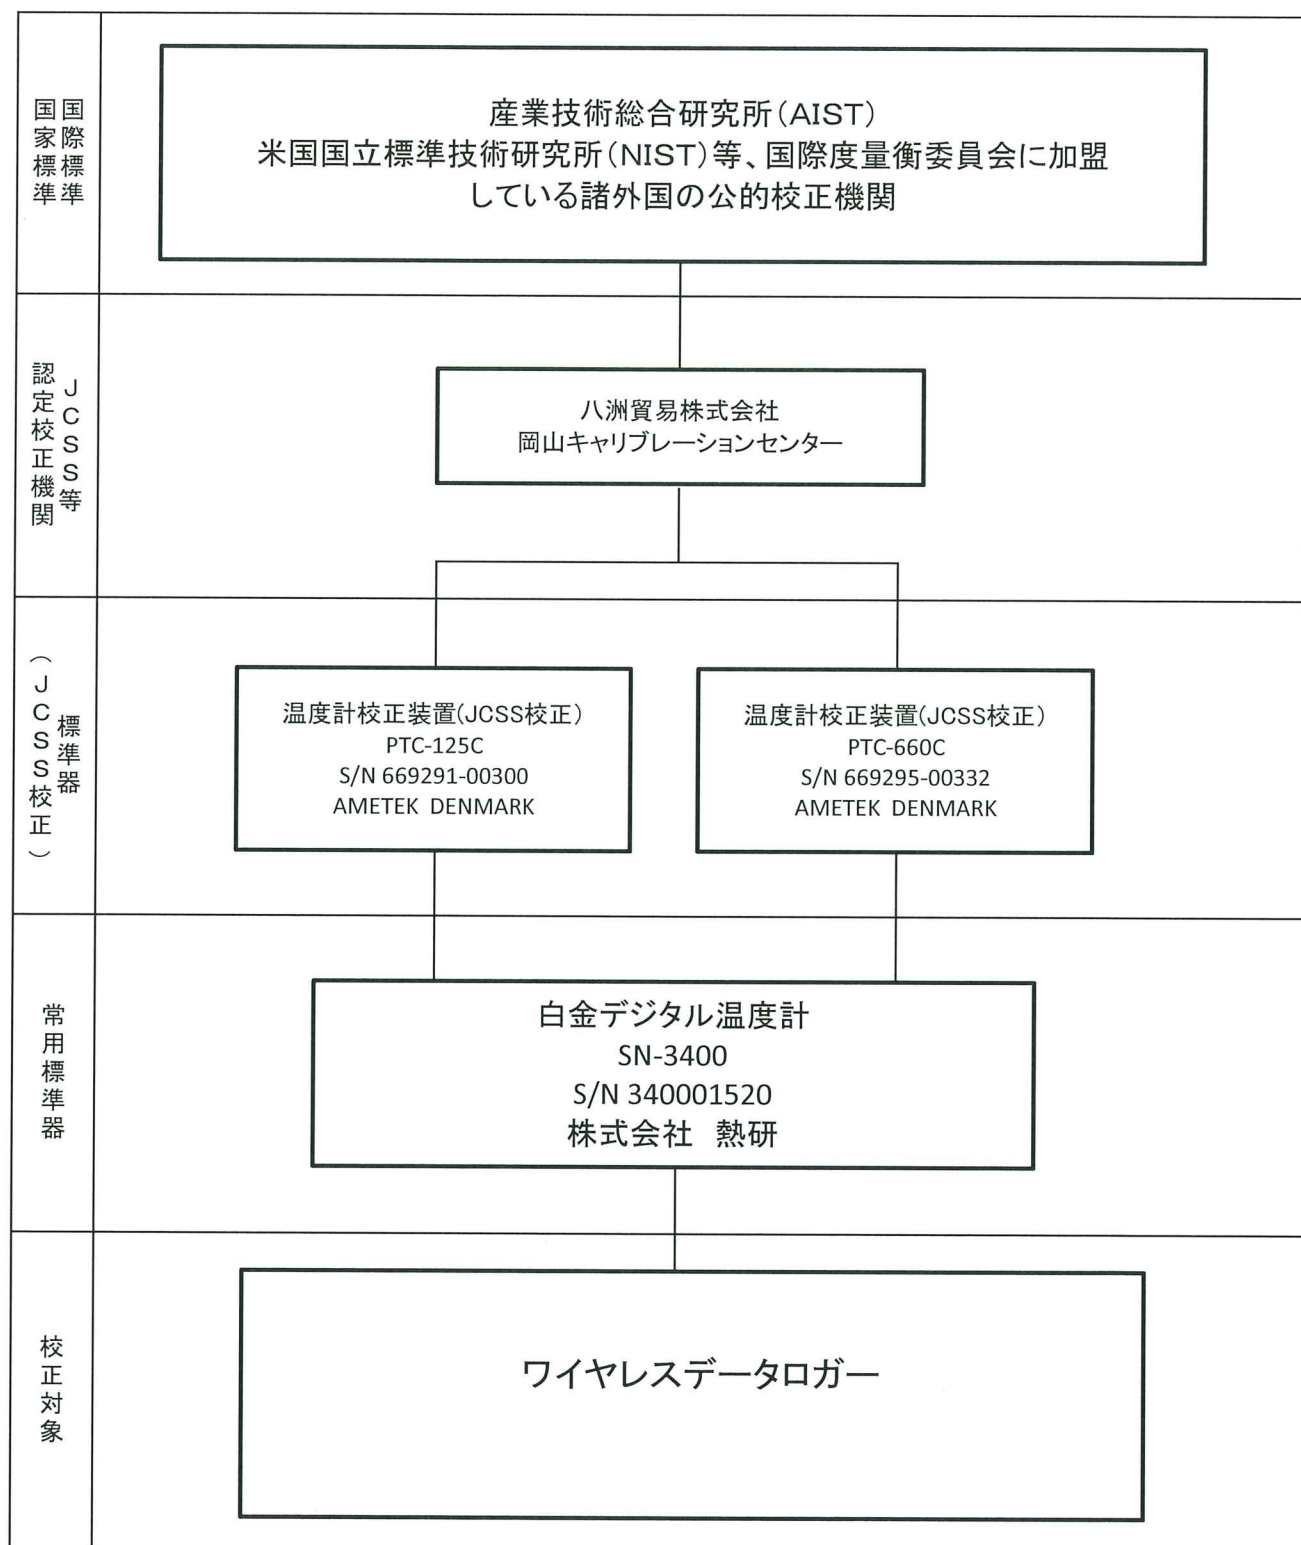 国際標準
国家標準
産業技術総合研究所(AIST)
米国国立標準技術研究所(NIST)等、国際度量衡委員会に加盟
している諸外国の公的校正機関
JCSS等
認定校正機関
八洲貿易株式会社
岡山キャリブレーションセンター
標準器
(JCSS校正)
温度計校正装置(JCSS校正)
PTC-125C
S/N 669291-00300
AMETEK DENMARK
温度計校正装置(JCSS校正)
PTC-660C
S/N 669295-00332
AMETEK DENMARK
常用標準器
白金デジタル温度計
SN-3400
S/N 340001520
株式会社 熱研
校正対象
ワイヤレスデータロガー